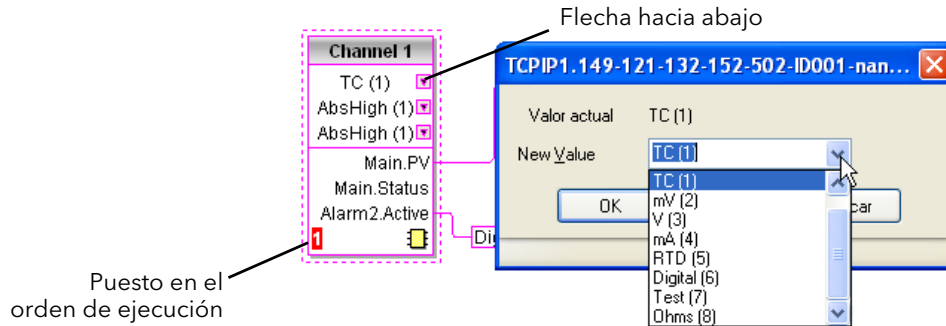 Flecha hacia abajo
Channel 1
TC (1)
AbsHigh (1)
AbsHigh (1)
Main.PV
Main.Status
Alarm2.Active
1
Puesto en el
orden de ejecución
TCPIP1.149-121-132-152-502-ID001-nan...
Valor actual TC (1)
New Value TC (1)
TC (1)
mV (2)
V (3)
mA (4)
RTD (5)
Digital (6)
Test (7)
Ohms (8)
OK
car
Di